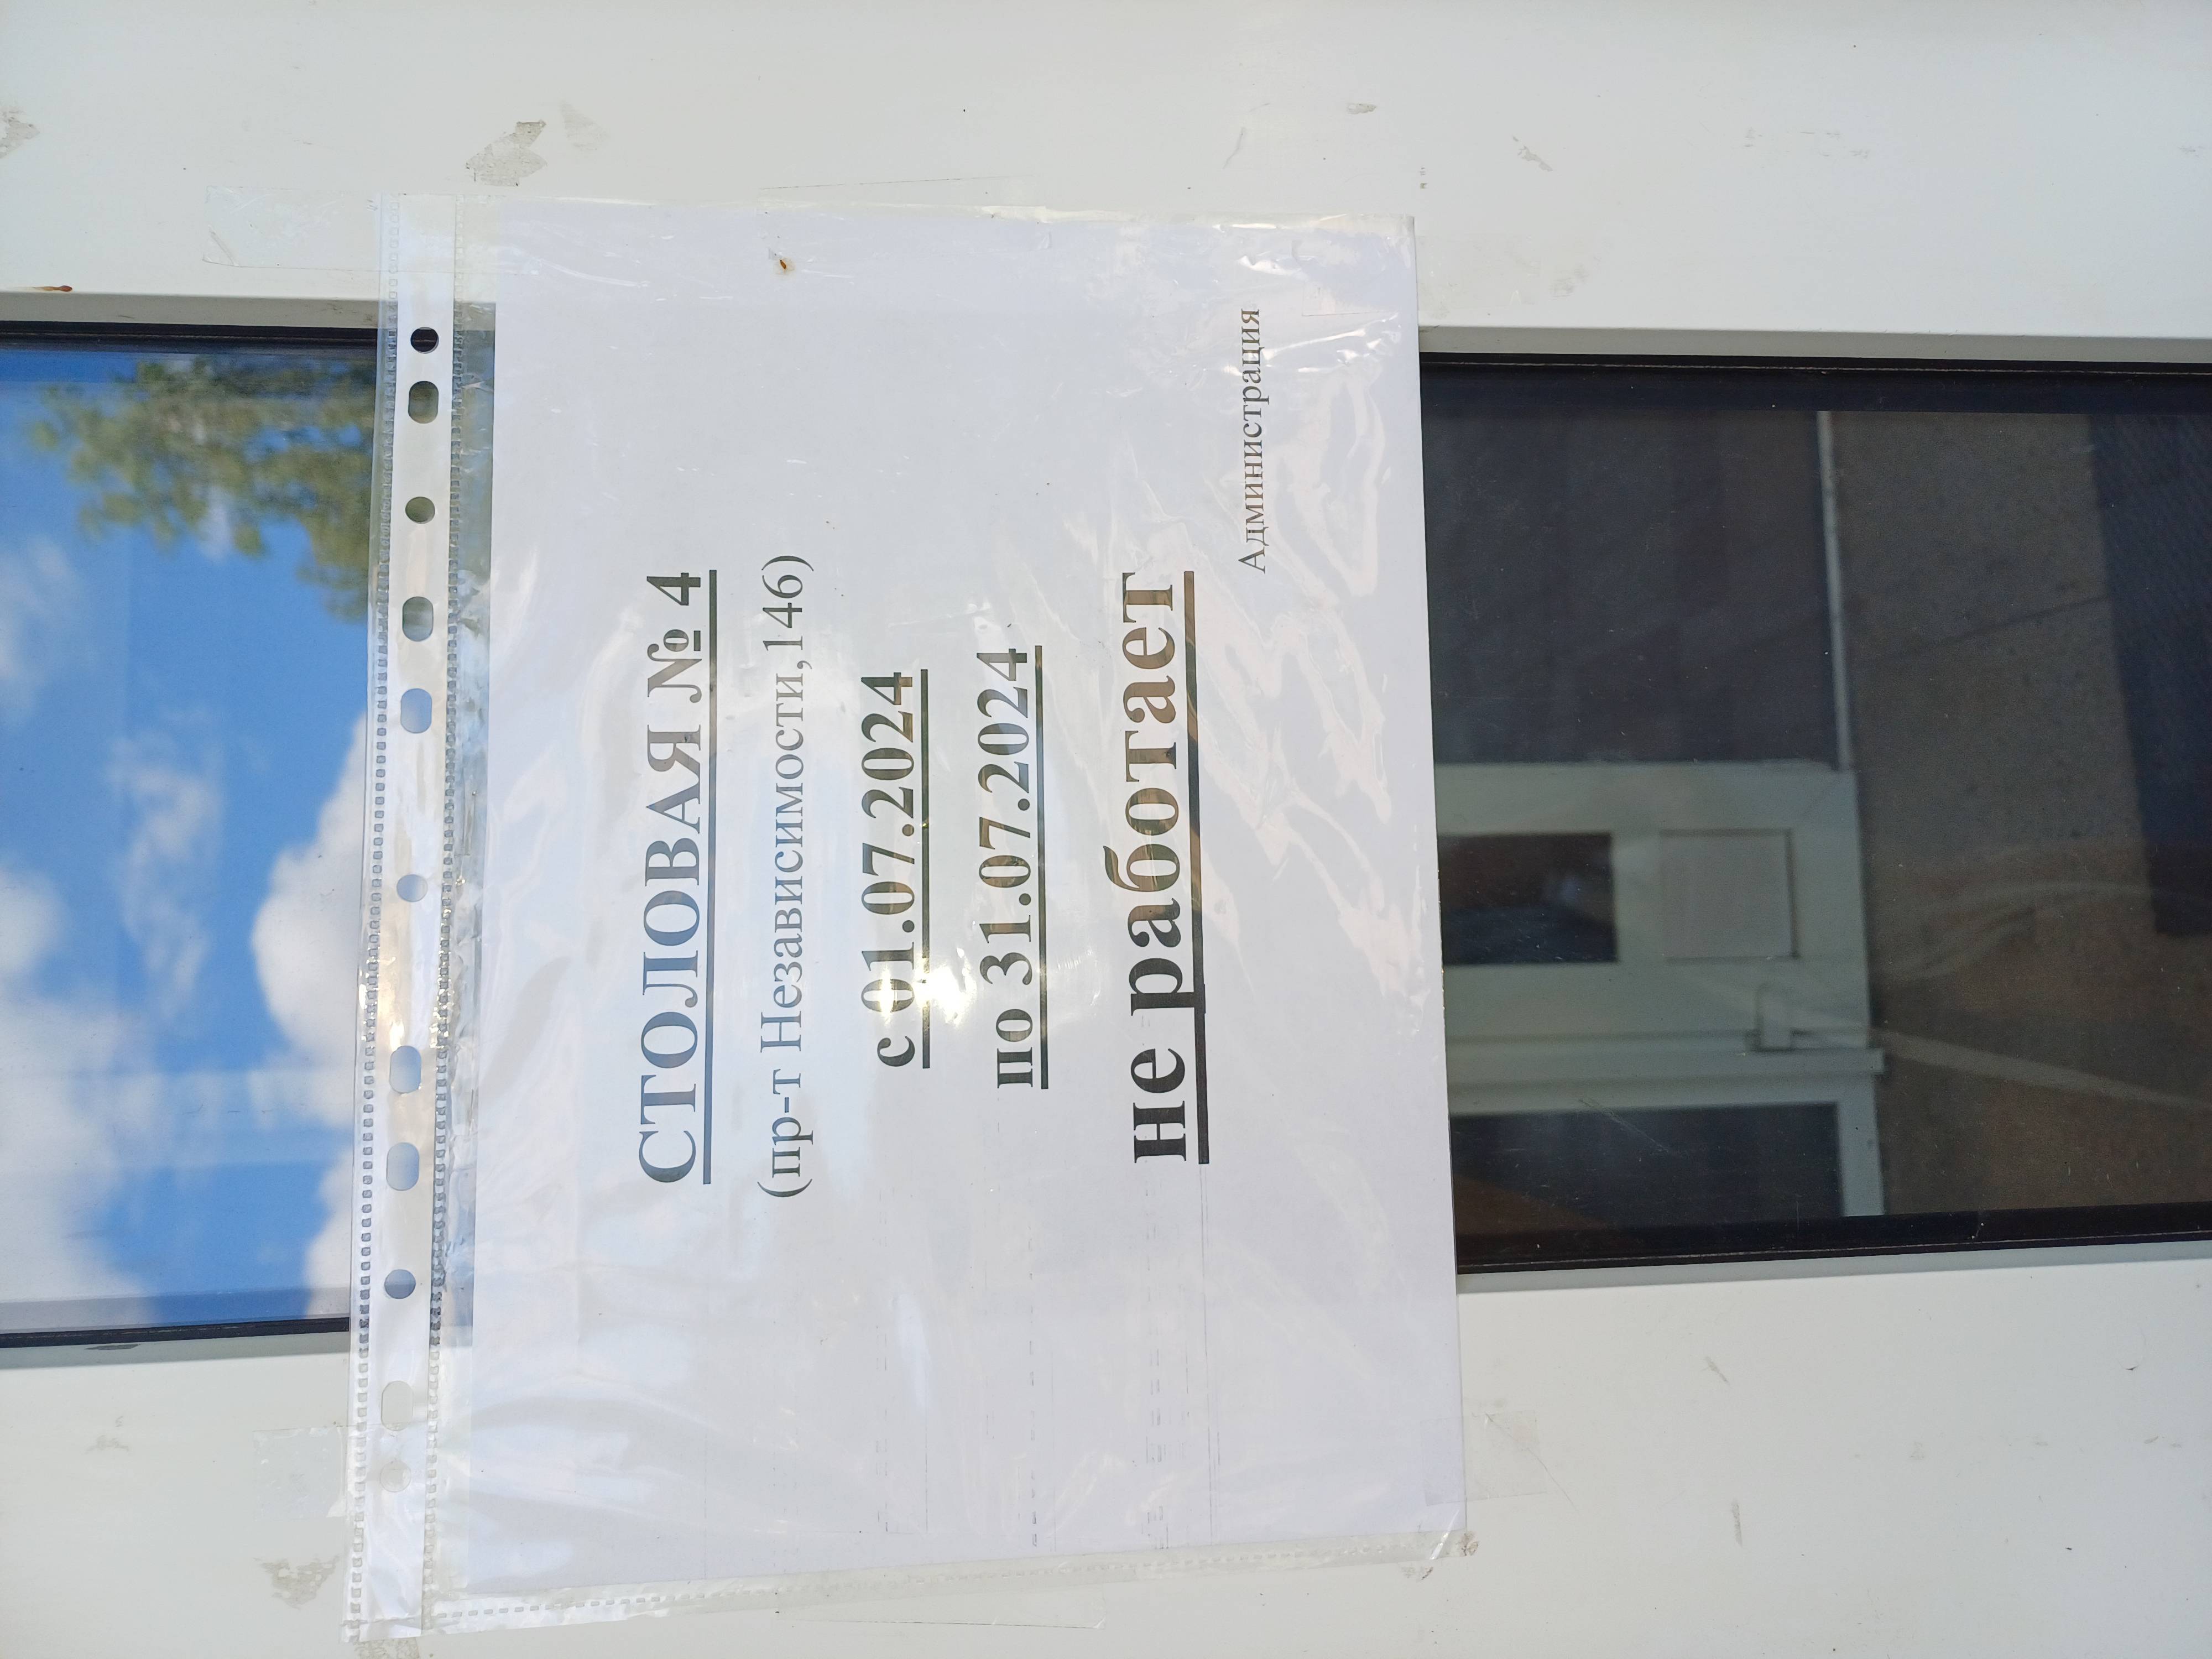 СТОЛОВАЯ № 4
(пр-т Независимости,146)
с 01.07.2024
по 31.07.2024
не работает
Администрация